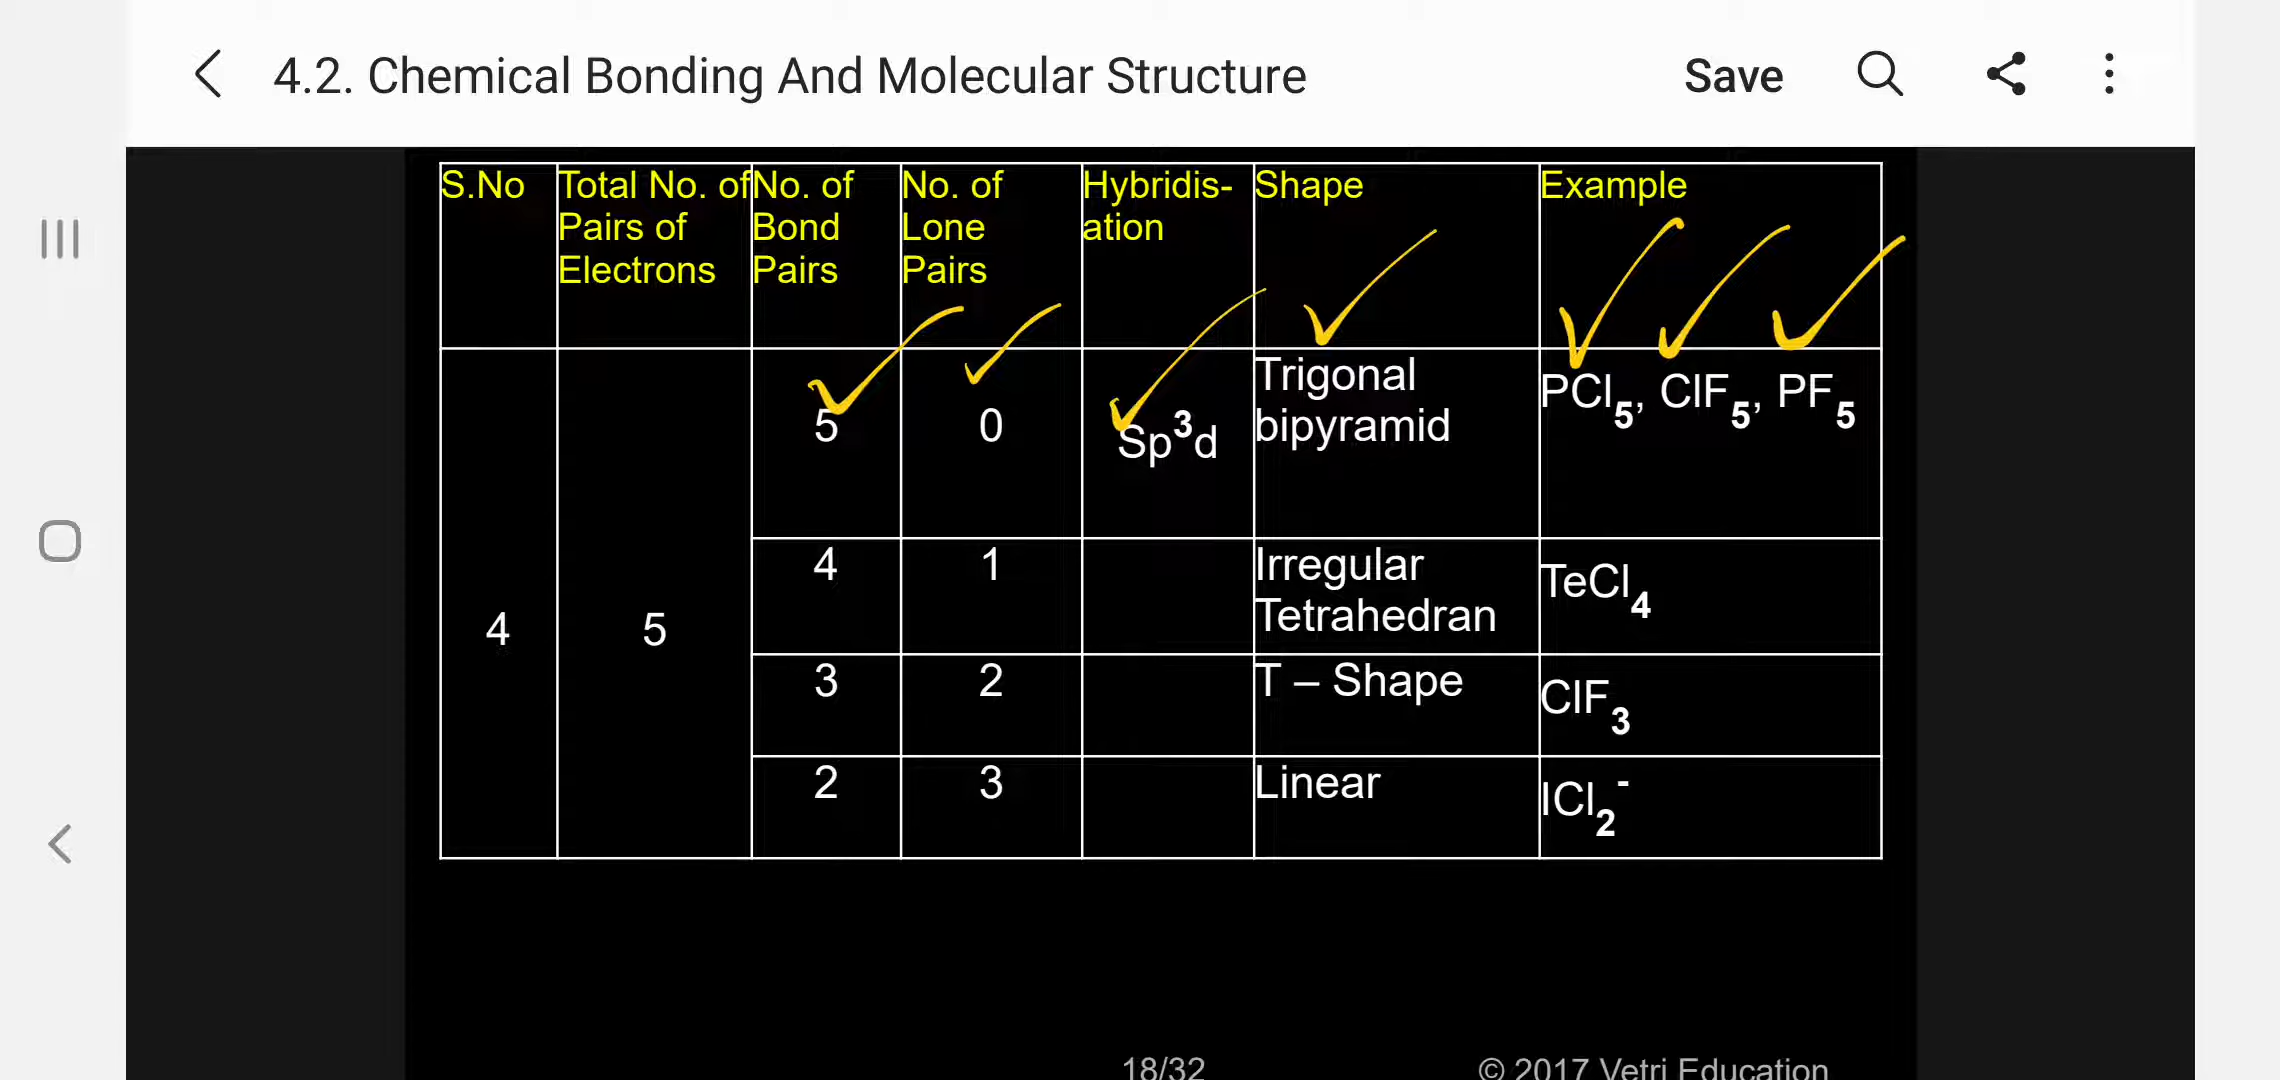 4.2. Chemical Bonding And Molecular Structure
Save
S.No Total No. of No. of No. of Hybridis- Shape Example
Pairs of Bond Lone ation
Electrons Pairs Pairs
4 5
5 0 Sp³d Trigonal PCl₅, ClF₅, PF₅
bipyramid
4 1 Irregular TeCl₄
Tetrahedran
3 2 T – Shape ClF₃
2 3 Linear ICl₂⁻
18/32 © 2017 Vetri Education